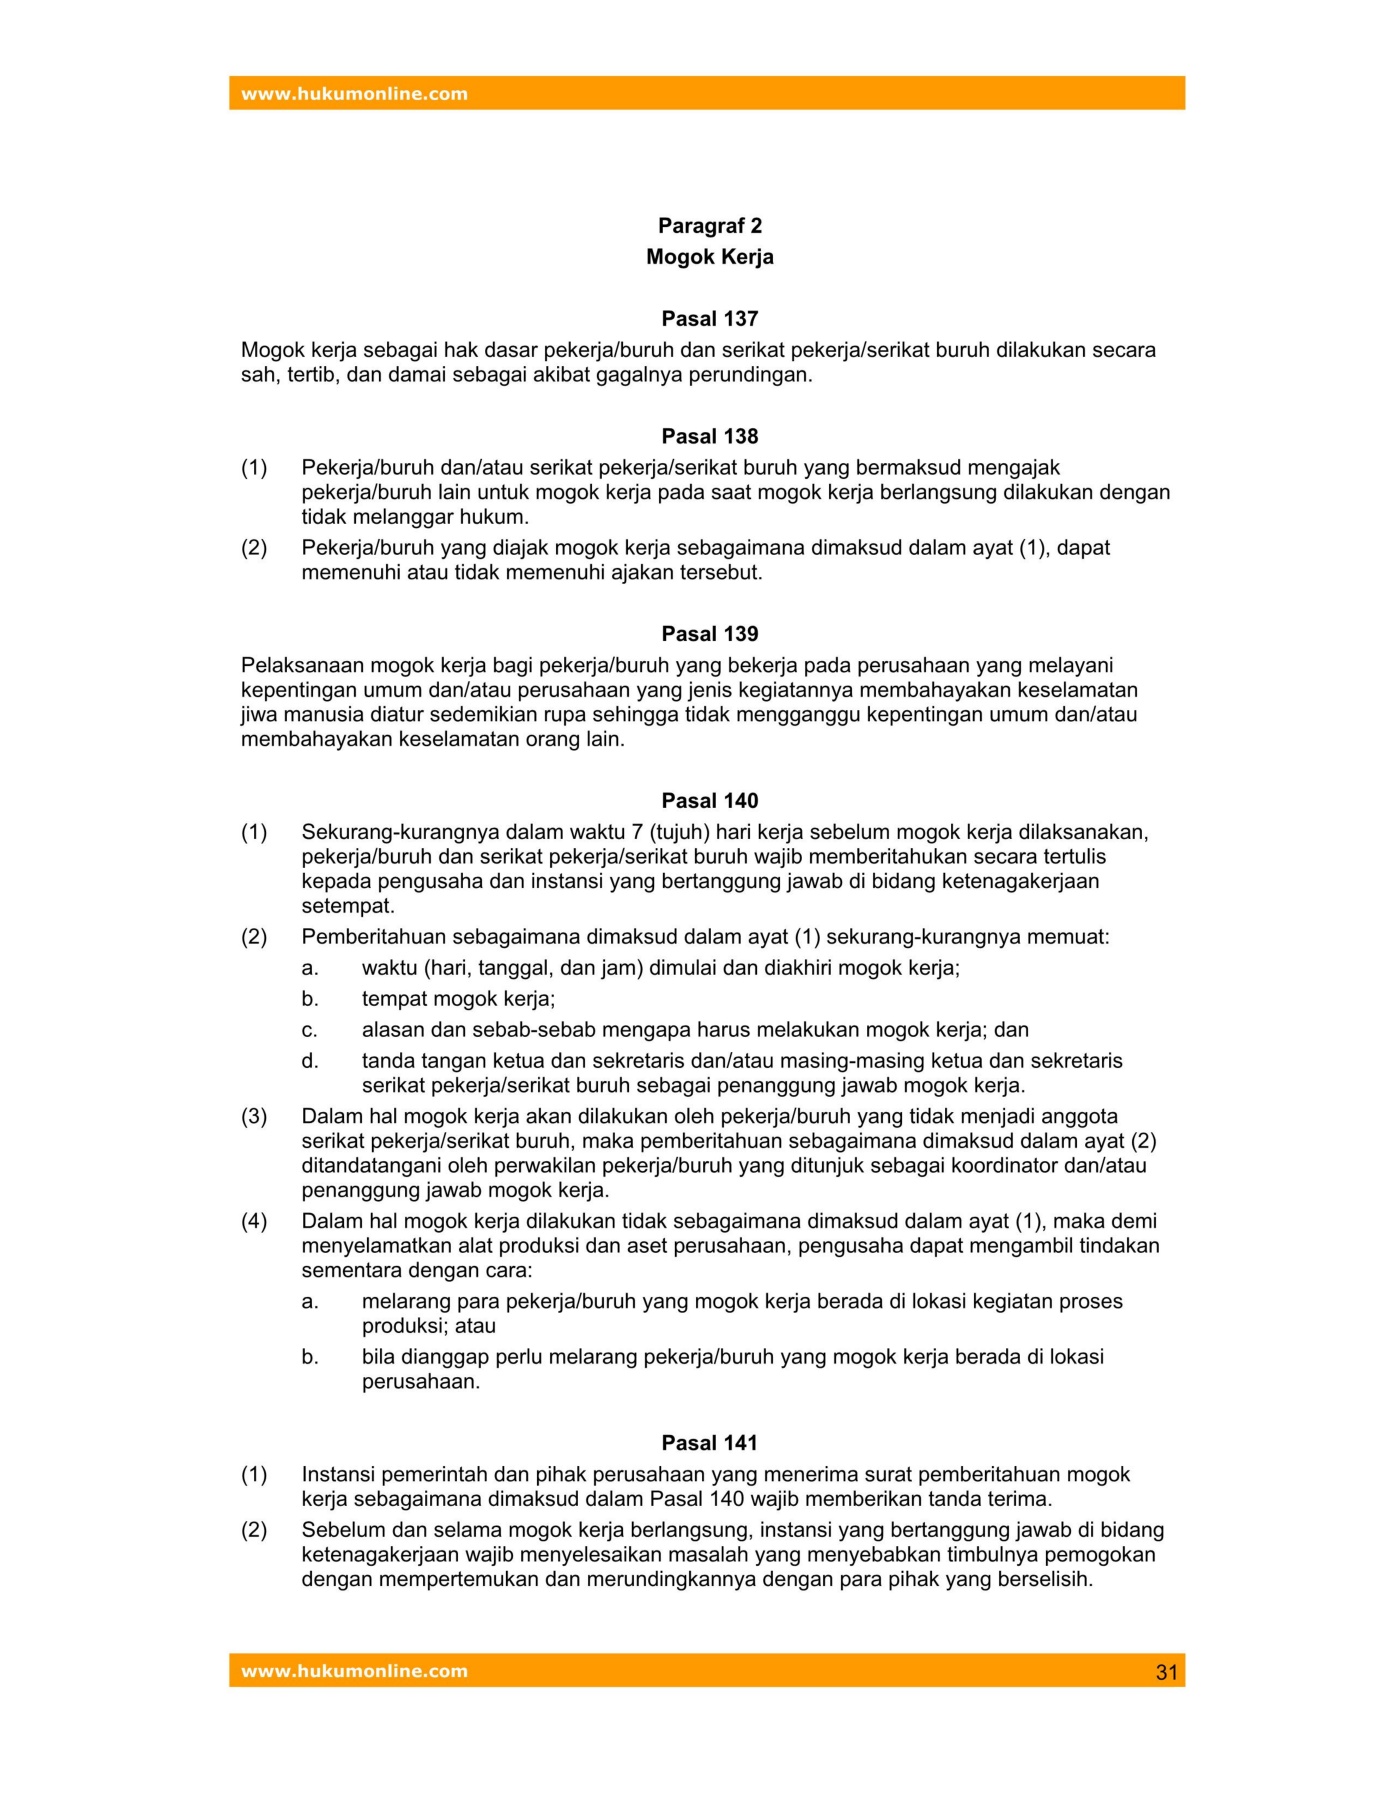 www.hukumonline.com
Paragraf 2
Mogok Kerja
Pasal 137
Mogok kerja sebagai hak dasar pekerja/buruh dan serikat pekerja/serikat buruh dilakukan secara
sah, tertib, dan damai sebagai akibat gagalnya perundingan.
Pasal 138
(1) Pekerja/buruh dan/atau serikat pekerja/serikat buruh yang bermaksud mengajak
pekerja/buruh lain untuk mogok kerja pada saat mogok kerja berlangsung dilakukan dengan
tidak melanggar hukum.
(2) Pekerja/buruh yang diajak mogok kerja sebagaimana dimaksud dalam ayat (1), dapat
memenuhi atau tidak memenuhi ajakan tersebut.
Pasal 139
Pelaksanaan mogok kerja bagi pekerja/buruh yang bekerja pada perusahaan yang melayani
kepentingan umum dan/atau perusahaan yang jenis kegiatannya membahayakan keselamatan
jiwa manusia diatur sedemikian rupa sehingga tidak mengganggu kepentingan umum dan/atau
membahayakan keselamatan orang lain.
Pasal 140
(1) Sekurang-kurangnya dalam waktu 7 (tujuh) hari kerja sebelum mogok kerja dilaksanakan,
pekerja/buruh dan serikat pekerja/serikat buruh wajib memberitahukan secara tertulis
kepada pengusaha dan instansi yang bertanggung jawab di bidang ketenagakerjaan
setempat.
(2) Pemberitahuan sebagaimana dimaksud dalam ayat (1) sekurang-kurangnya memuat:
a. waktu (hari, tanggal, dan jam) dimulai dan diakhiri mogok kerja;
b. tempat mogok kerja;
c. alasan dan sebab-sebab mengapa harus melakukan mogok kerja; dan
d. tanda tangan ketua dan sekretaris dan/atau masing-masing ketua dan sekretaris
serikat pekerja/serikat buruh sebagai penanggung jawab mogok kerja.
(3) Dalam hal mogok kerja akan dilakukan oleh pekerja/buruh yang tidak menjadi anggota
serikat pekerja/serikat buruh, maka pemberitahuan sebagaimana dimaksud dalam ayat (2)
ditandatangani oleh perwakilan pekerja/buruh yang ditunjuk sebagai koordinator dan/atau
penanggung jawab mogok kerja.
(4) Dalam hal mogok kerja dilakukan tidak sebagaimana dimaksud dalam ayat (1), maka demi
menyelamatkan alat produksi dan aset perusahaan, pengusaha dapat mengambil tindakan
sementara dengan cara:
a. melarang para pekerja/buruh yang mogok kerja berada di lokasi kegiatan proses
produksi; atau
b. bila dianggap perlu melarang pekerja/buruh yang mogok kerja berada di lokasi
perusahaan.
Pasal 141
(1) Instansi pemerintah dan pihak perusahaan yang menerima surat pemberitahuan mogok
kerja sebagaimana dimaksud dalam Pasal 140 wajib memberikan tanda terima.
(2) Sebelum dan selama mogok kerja berlangsung, instansi yang bertanggung jawab di bidang
ketenagakerjaan wajib menyelesaikan masalah yang menyebabkan timbulnya pemogokan
dengan mempertemukan dan merundingkannya dengan para pihak yang berselisih.
www.hukumonline.com 31